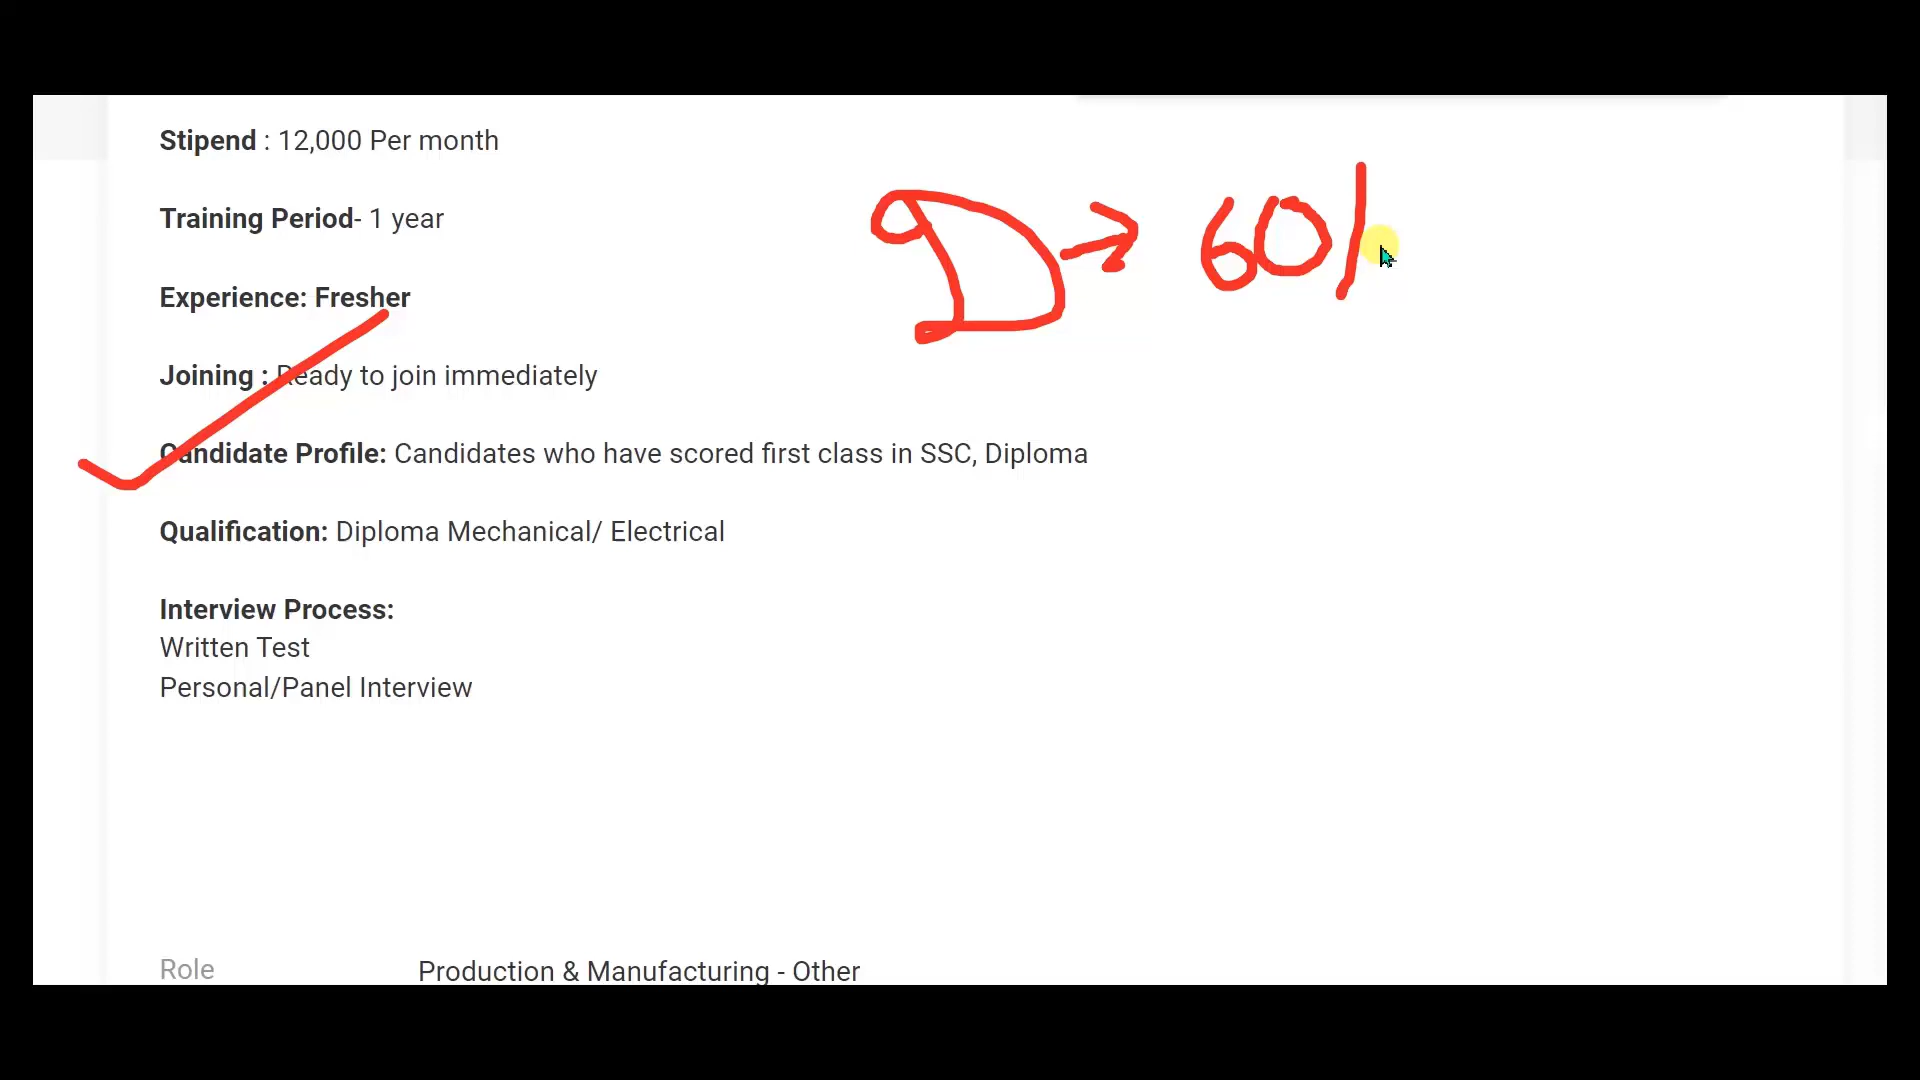 Stipend : 12,000 Per month
Training Period- 1 year
D → 60/
Experience: Fresher
Joining : Ready to join immediately
Candidate Profile: Candidates who have scored first class in SSC, Diploma
Qualification: Diploma Mechanical/ Electrical
Interview Process:
Written Test
Personal/Panel Interview
Role Production & Manufacturing - Other